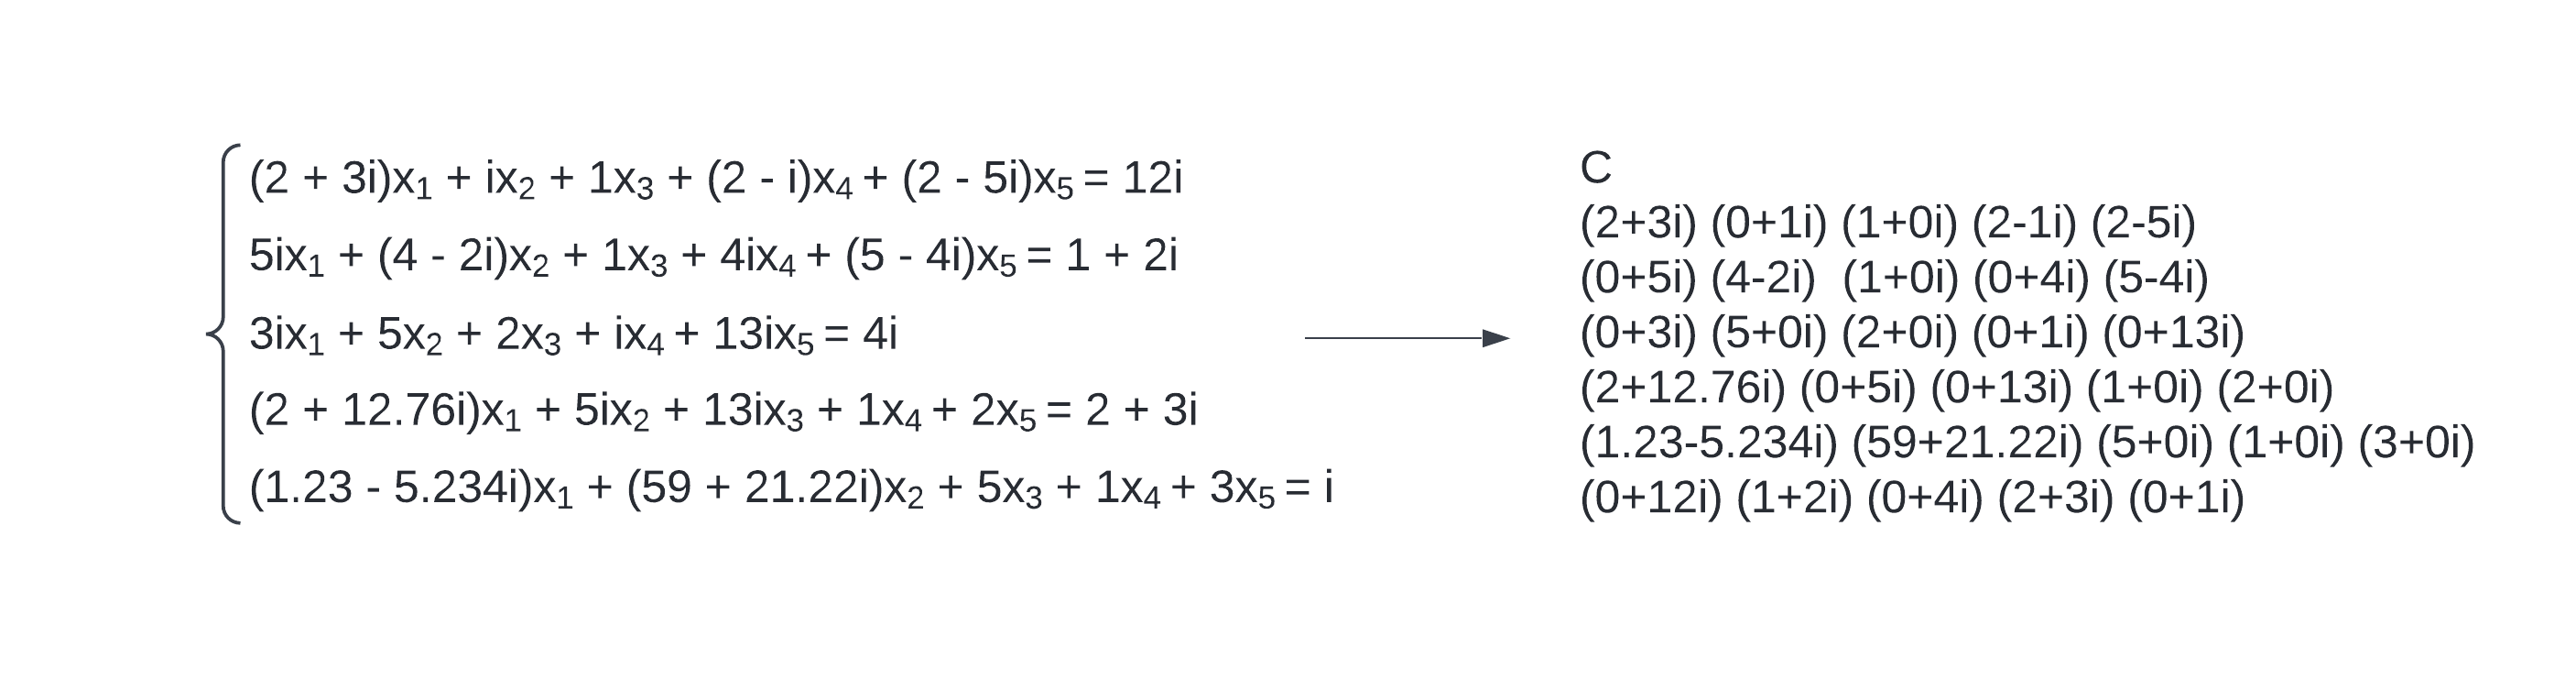 (2 + 3i)x₁ + ix₂ + 1x₃ + (2 - i)x₄ + (2 - 5i)x₅ = 12i
5ix₁ + (4 - 2i)x₂ + 1x₃ + 4ix₄ + (5 - 4i)x₅ = 1 + 2i
3ix₁ + 5x₂ + 2x₃ + ix₄ + 13ix₅ = 4i
(2 + 12.76i)x₁ + 5ix₂ + 13ix₃ + 1x₄ + 2x₅ = 2 + 3i
(1.23 - 5.234i)x₁ + (59 + 21.22i)x₂ + 5x₃ + 1x₄ + 3x₅ = i
C
(2+3i) (0+1i) (1+0i) (2-1i) (2-5i)
(0+5i) (4-2i)  (1+0i) (0+4i) (5-4i)
(0+3i) (5+0i) (2+0i) (0+1i) (0+13i)
(2+12.76i) (0+5i) (0+13i) (1+0i) (2+0i)
(1.23-5.234i) (59+21.22i) (5+0i) (1+0i) (3+0i)
(0+12i) (1+2i) (0+4i) (2+3i) (0+1i)